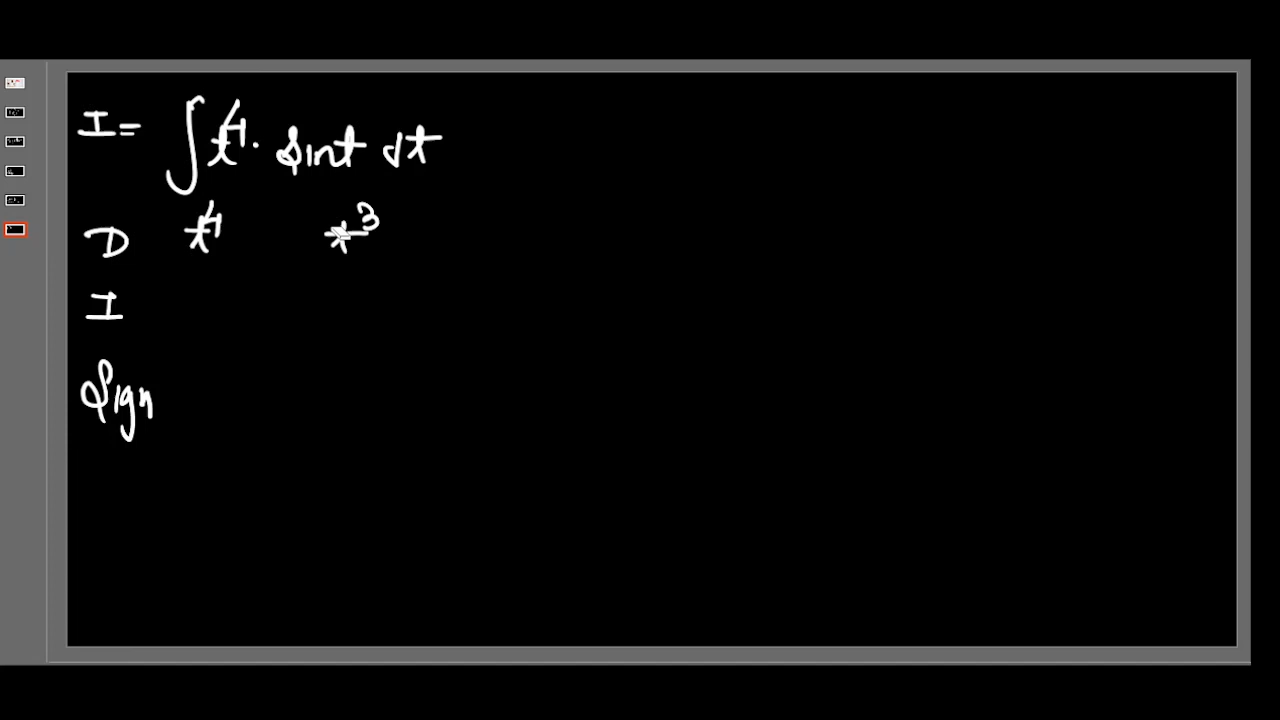 I = ∫ t⁴. Sint dt
D t⁴ t³
I
Sign